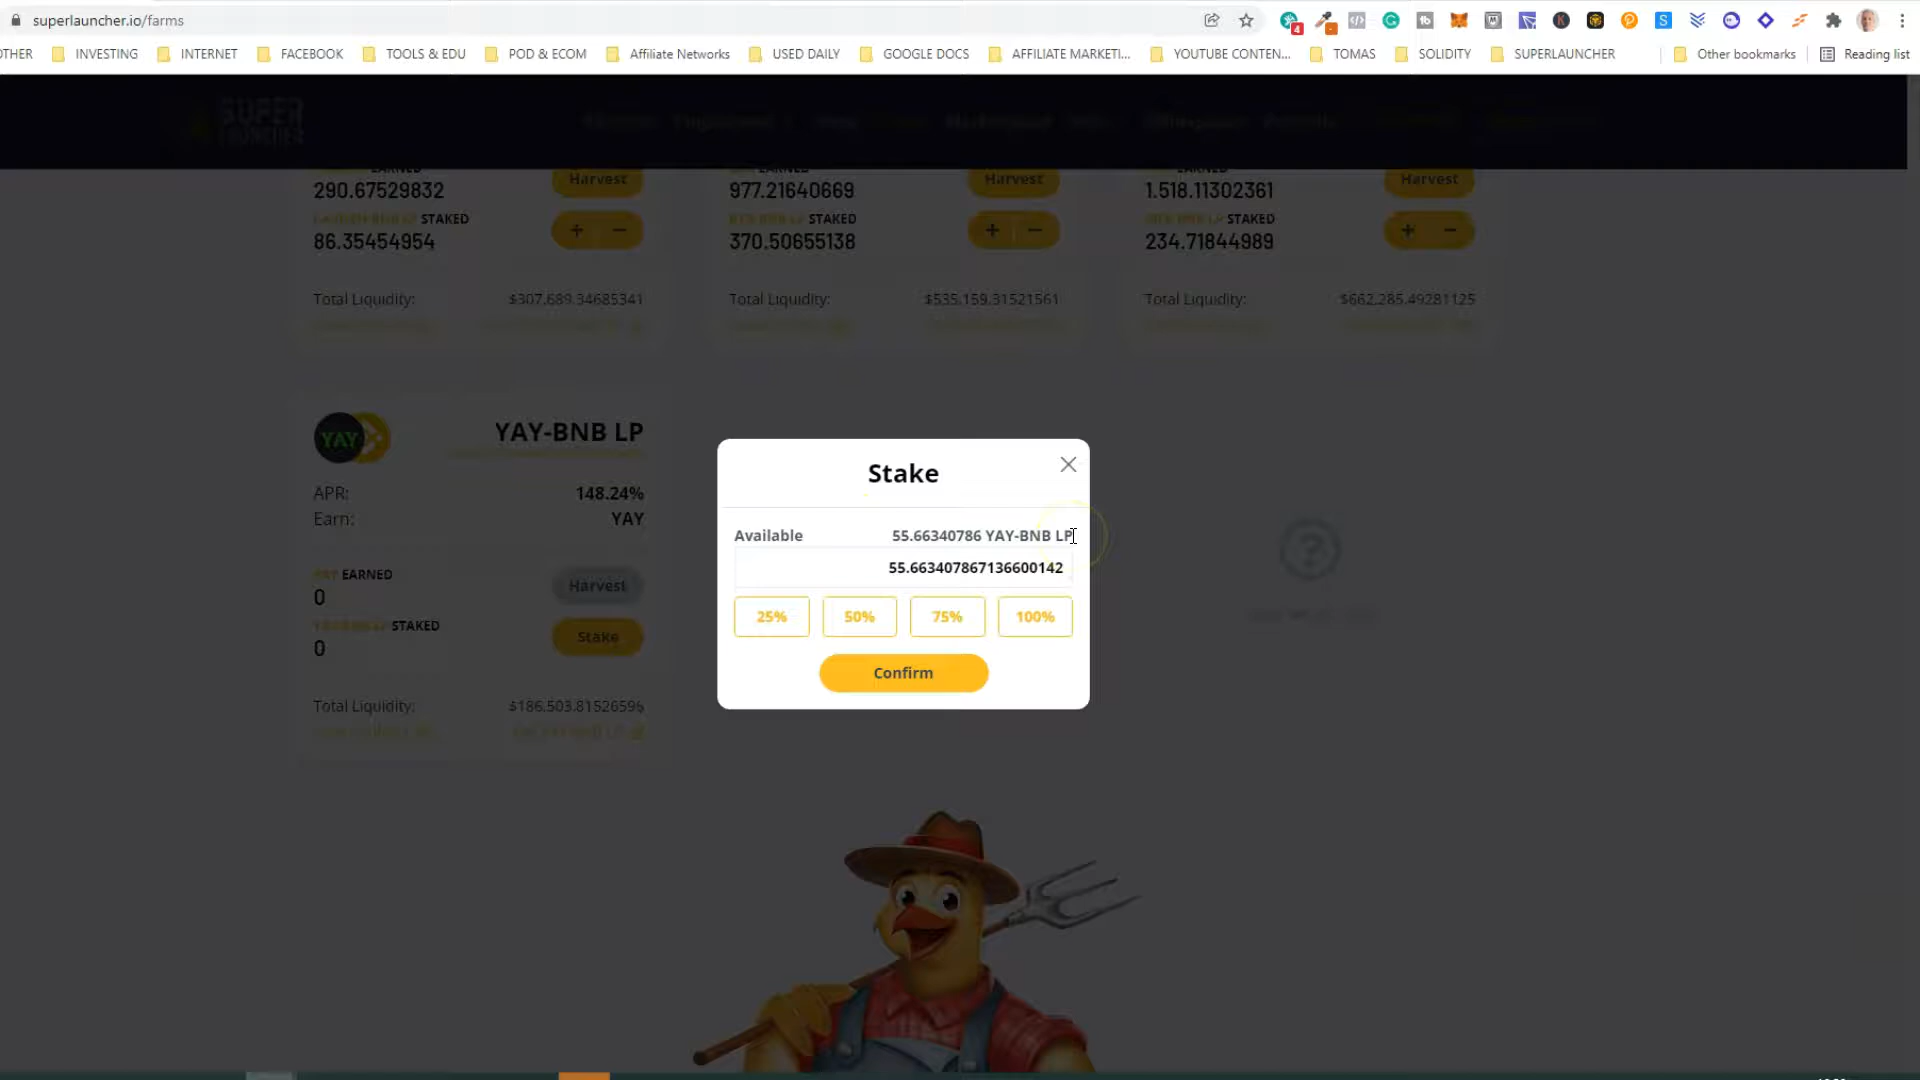 superlauncher.io/farms
4
OTHER INVESTING INTERNET FACEBOOK TOOLS & EDU POD & ECOM Affiliate Networks USED DAILY GOOGLE DOCS AFFILIATE MARKETI... YOUTUBE CONTEN... TOMAS SOLIDITY SUPERLAUNCHER Other bookmarks Reading list
SUPER
LAUNCHER
290.67529832 Harvest 977.21640669 Harvest 1.518.11302361 Harvest
STAKED STAKED STAKED
86.35454954 + − 370.50655138 + − 234.71844989 + −
Total Liquidity: $307.689.34685341 Total Liquidity: $535.159.31521561 Total Liquidity: $662.285.49281125
YAY
YAY-BNB LP
APR: 148.24%
Earn: YAY
YAY EARNED
0
Harvest
STAKED
0
Stake
Total Liquidity: $186.503.81526596
Stake
Available 55.66340786 YAY-BNB LP
55.663407867136600142
25% 50% 75% 100%
Confirm